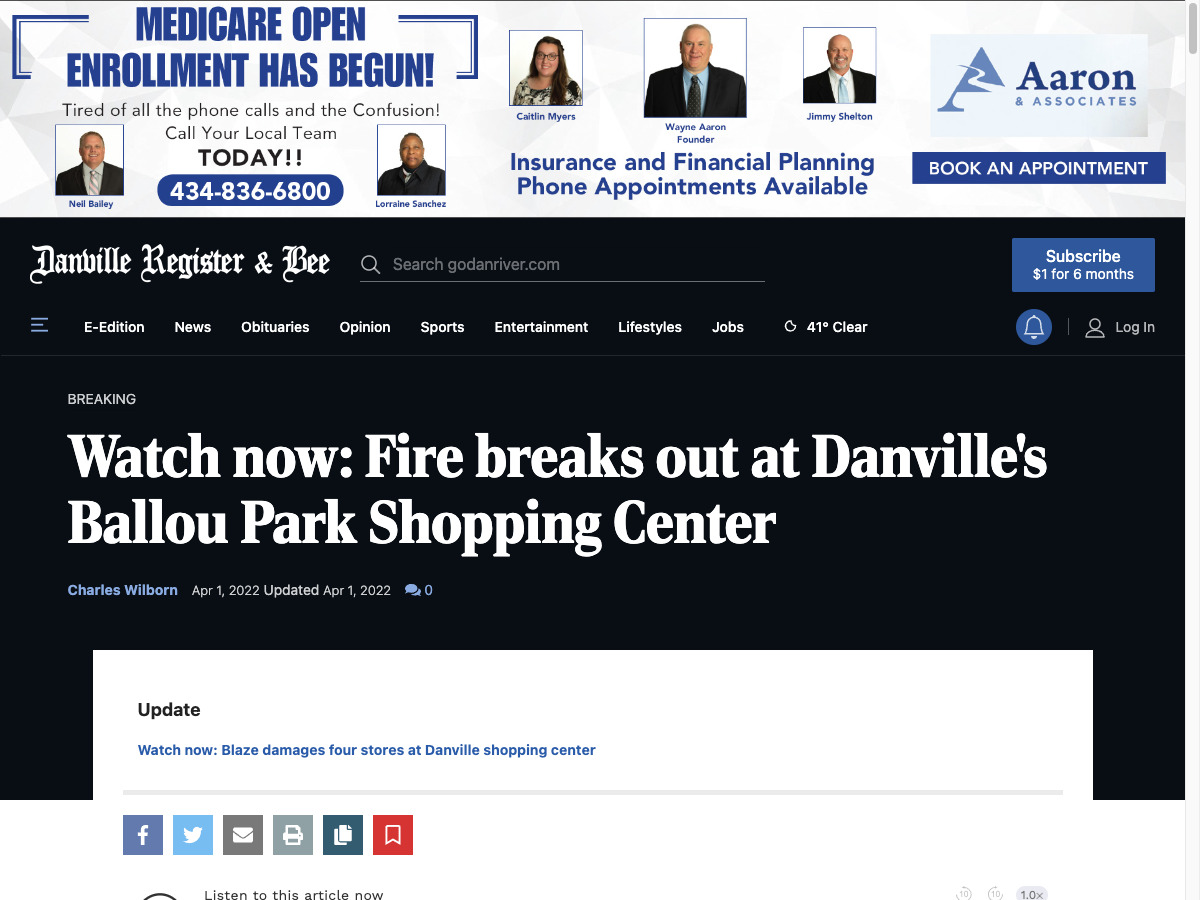 MEDICARE OPEN
ENROLLMENT HAS BEGUN!
Tired of all the phone calls and the Confusion!
Call Your Local Team
TODAY!!
434-836-6800
Neil Bailey
Lorraine Sanchez
Caitlin Myers
Wayne Aaron
Founder
Jimmy Shelton
Insurance and Financial Planning
Phone Appointments Available
Aaron
& ASSOCIATES
BOOK AN APPOINTMENT
Danville Register & Bee
Search godanriver.com
Subscribe
$1 for 6 months
E-Edition News Obituaries Opinion Sports Entertainment Lifestyles Jobs 41° Clear Log In
BREAKING
Watch now: Fire breaks out at Danville's
Ballou Park Shopping Center
Charles Wilborn Apr 1, 2022 Updated Apr 1, 2022 0
Update
Watch now: Blaze damages four stores at Danville shopping center
Listen to this article now 10 10 1.0×